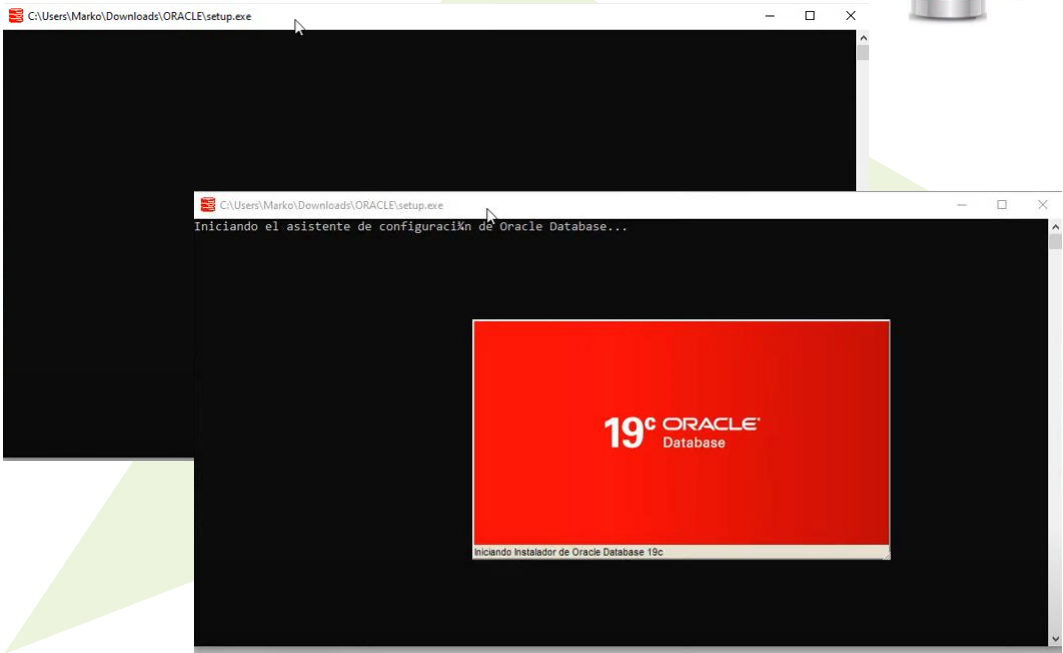 C:\Users\Marko\Downloads\ORACLE\setup.exe
C:\Users\Marko\Downloads\ORACLE\setup.exe
Iniciando el asistente de configuraci¾n de Oracle Database...
19c ORACLE®
Database
Iniciando Instalador de Oracle Database 19c